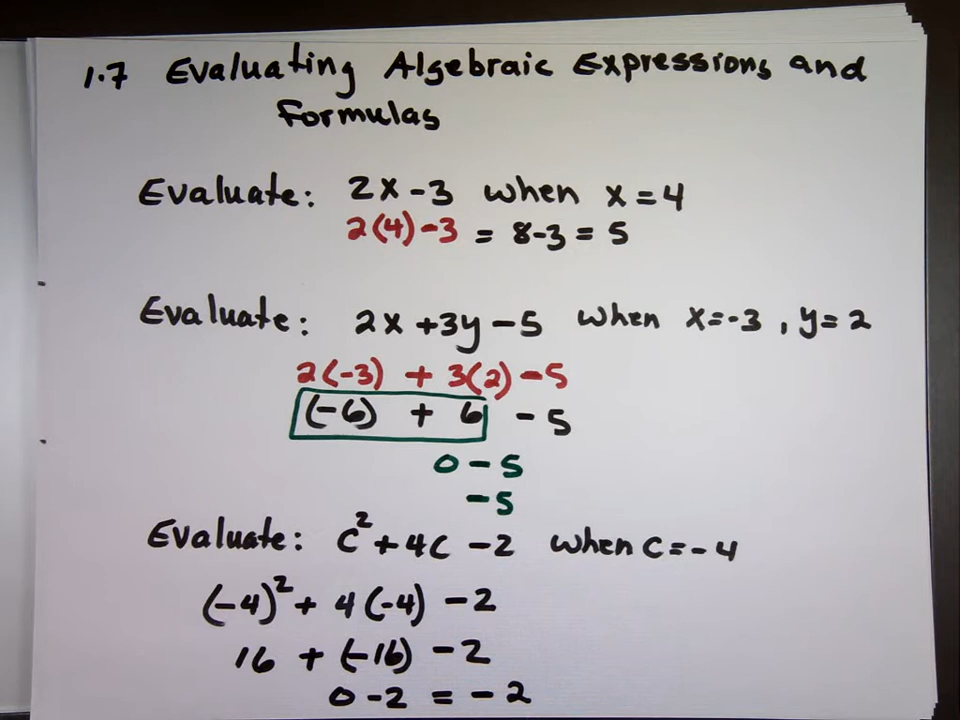 1.7 Evaluating Algebraic Expressions and
Formulas
Evaluate: 2x-3 when x=4
2(4)-3 = 8-3 = 5
Evaluate: 2x+3y-5 when x=-3, y=2
2(-3) + 3(2) -5
(-6) + 6 - 5
0 - 5
-5
Evaluate: c²+4c-2 when c=-4
(-4)²+ 4(-4) -2
16 + (-16) -2
0 -2 = -2